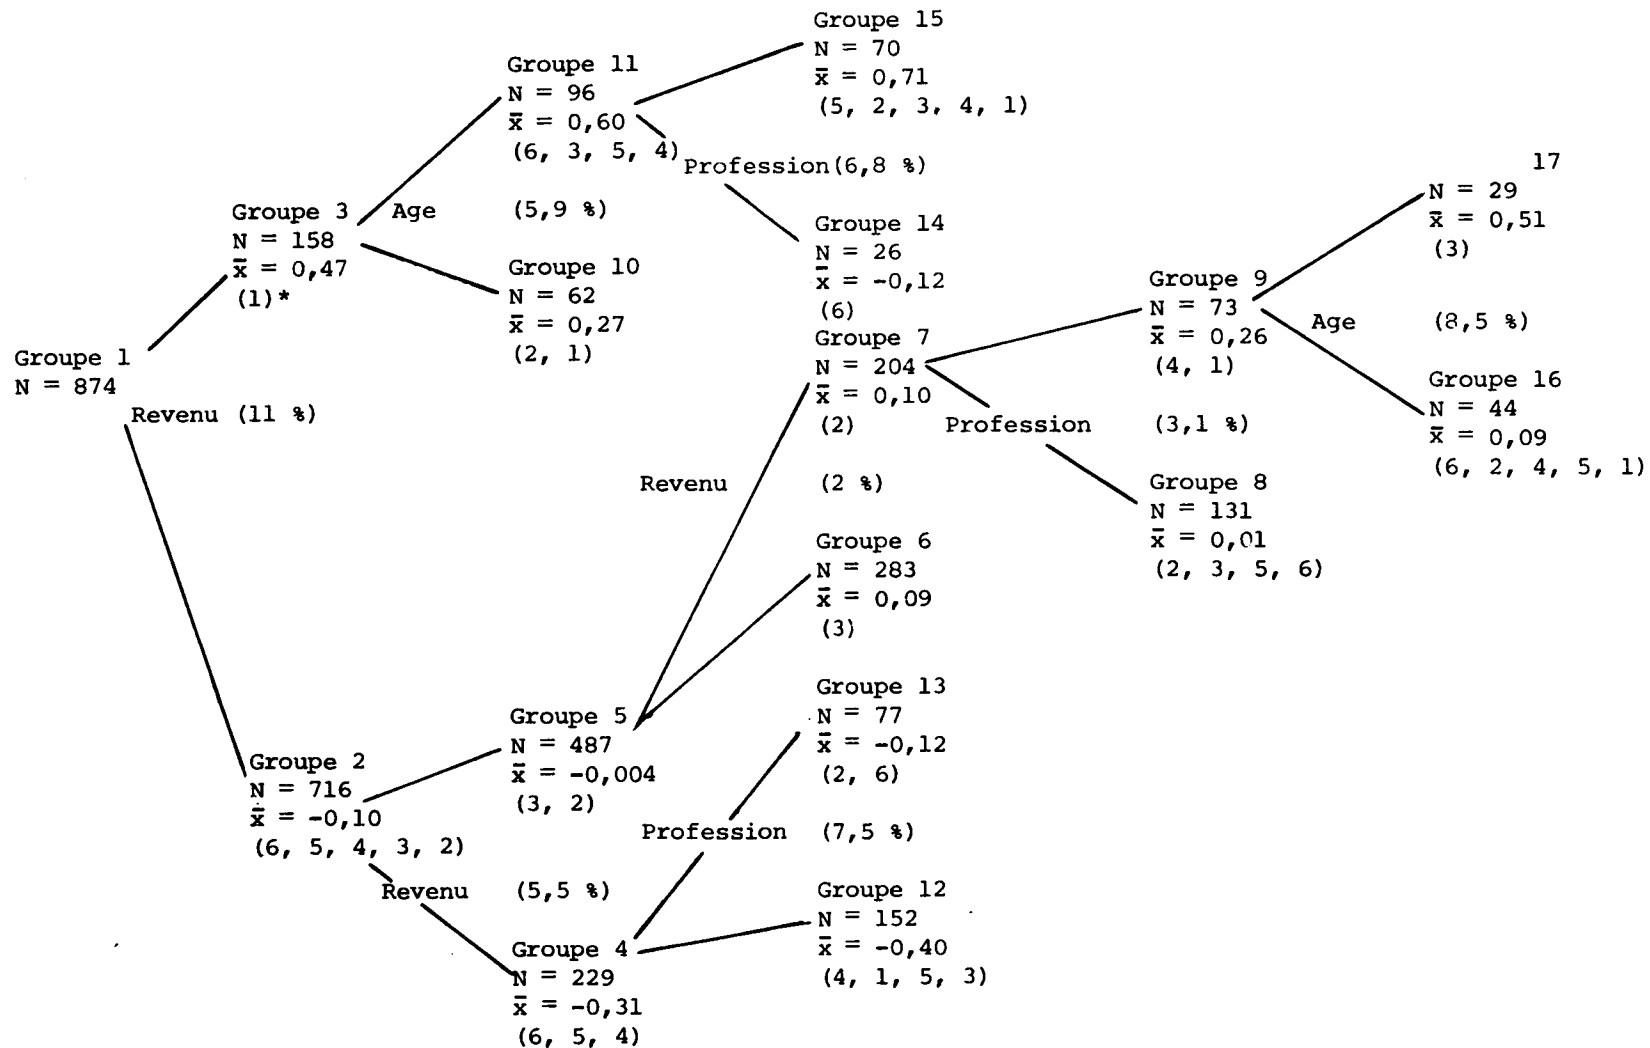 Groupe 1
N = 874
Revenu (11 %)
Groupe 3
N = 158
x̄ = 0,47
(1)*
Age (5,9 %)
Groupe 2
N = 716
x̄ = -0,10
(6, 5, 4, 3, 2)
Revenu (5,5 %)
Groupe 11
N = 96
x̄ = 0,60
(6, 3, 5, 4)
Profession (6,8 %)
Groupe 10
N = 62
x̄ = 0,27
(2, 1)
Groupe 5
N = 487
x̄ = -0,004
(3, 2)
Revenu (2 %)
Groupe 4
N = 229
x̄ = -0,31
(6, 5, 4)
Profession (7,5 %)
Groupe 15
N = 70
x̄ = 0,71
(5, 2, 3, 4, 1)
Groupe 14
N = 26
x̄ = -0,12
(6)
Groupe 7
N = 204
x̄ = 0,10
(2)
Profession (3,1 %)
Groupe 6
N = 283
x̄ = 0,09
(3)
Groupe 13
N = 77
x̄ = -0,12
(2, 6)
Groupe 12
N = 152
x̄ = -0,40
(4, 1, 5, 3)
Groupe 9
N = 73
x̄ = 0,26
(4, 1)
Age (8,5 %)
Groupe 8
N = 131
x̄ = 0,01
(2, 3, 5, 6)
17
N = 29
x̄ = 0,51
(3)
Groupe 16
N = 44
x̄ = 0,09
(6, 2, 4, 5, 1)